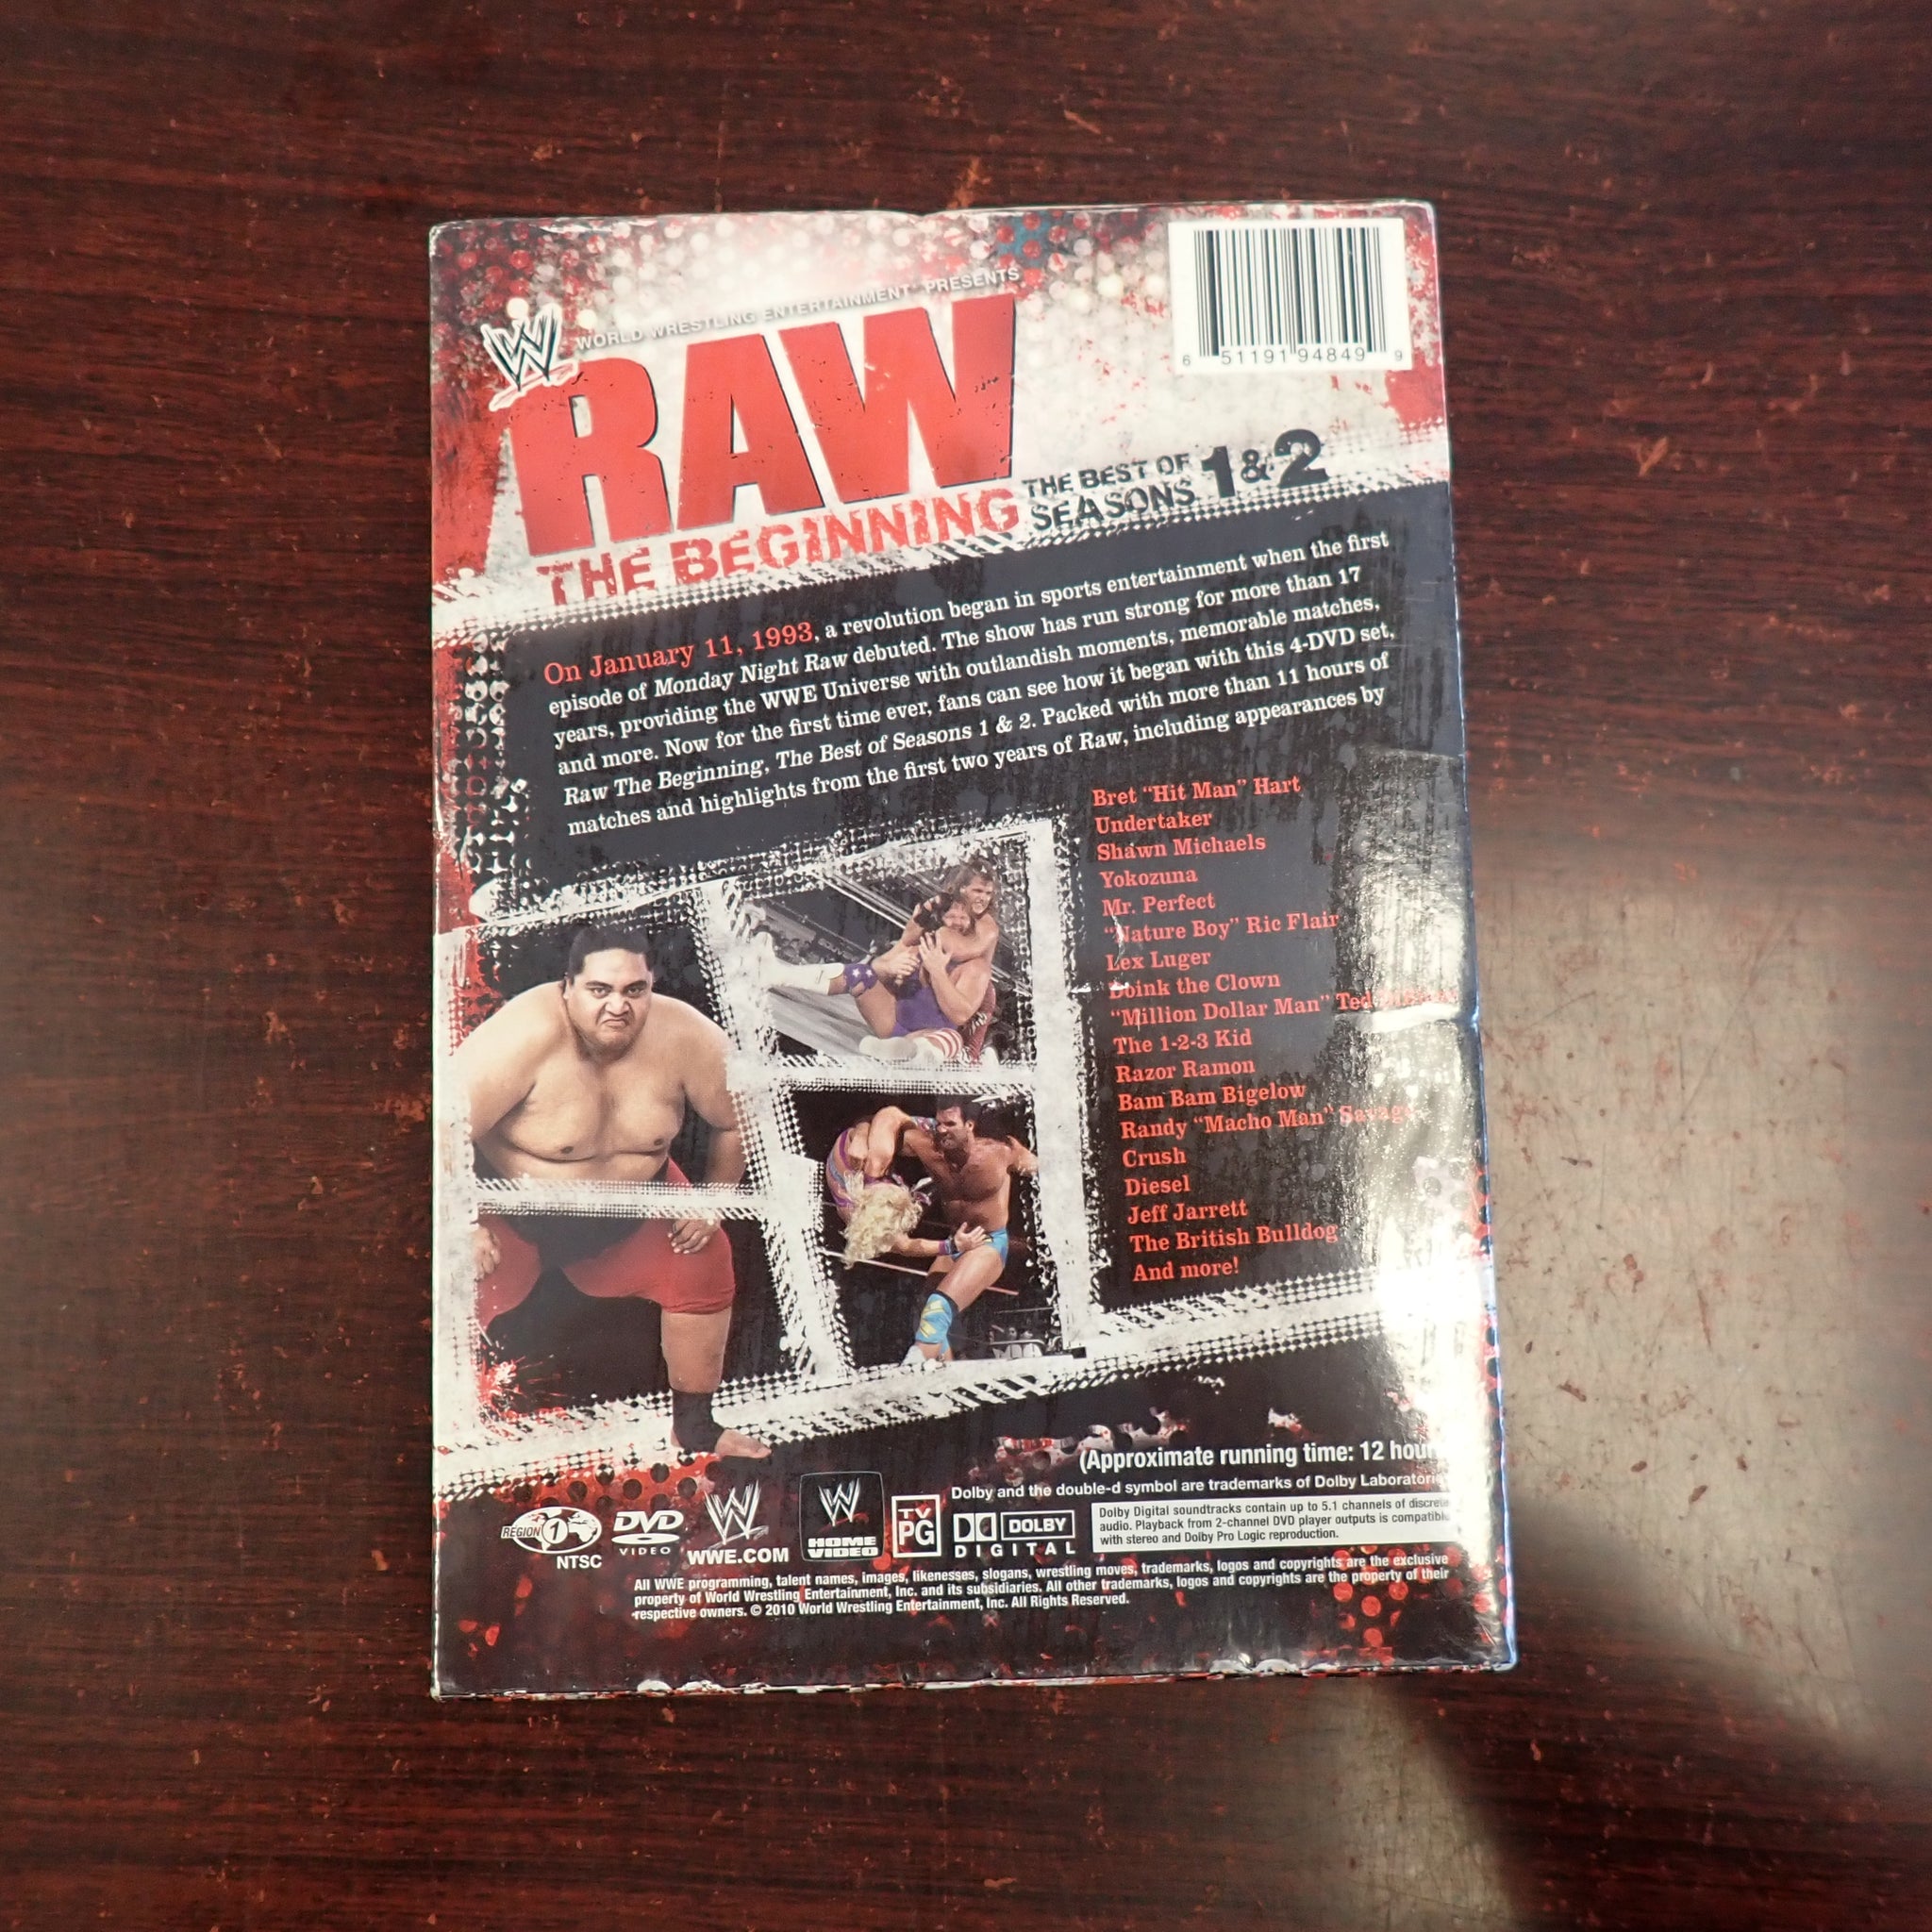 WORLD WRESTLING ENTERTAINMENT PRESENTS
W
RAW
THE BEGINNING
THE BEST OF
SEASONS 1&2
6 51191 94849 9
On January 11, 1993, a revolution began in sports entertainment when the first
episode of Monday Night Raw debuted. The show has run strong for more than 17
years, providing the WWE Universe with outlandish moments, memorable matches,
and more. Now for the first time ever, fans can see how it began with this 4-DVD set,
Raw The Beginning, The Best of Seasons 1 & 2. Packed with more than 11 hours of
matches and highlights from the first two years of Raw, including appearances by
Bret "Hit Man" Hart
Undertaker
Shawn Michaels
Yokozuna
Mr. Perfect
"Nature Boy" Ric Flair
Lex Luger
Doink the Clown
"Million Dollar Man" Ted
The 1-2-3 Kid
Razor Ramon
Bam Bam Bigelow
Randy "Macho Man" Savage
Crush
Diesel
Jeff Jarrett
The British Bulldog
And more!
(Approximate running time: 12
Dolby and the double-d symbol are trademarks of Dolby
REGION 1
NTSC
DVD
VIDEO
W
WWE.COM
W
HOME
VIDEO
TV
PG
DOLBY
DIGITAL
Dolby Digital soundtracks contain up to 5.1 channels of discrete
audio. Playback from 2-channel DVD player outputs is compatible
with stereo and Dolby Pro Logic reproduction.
All WWE programming, talent names, images, likenesses, slogans, wrestling moves, trademarks, logos and copyrights are the exclusive
property of World Wrestling Entertainment, Inc. and its subsidiaries. All other trademarks, logos and copyrights are the property of their
respective owners. © 2010 World Wrestling Entertainment, Inc. All Rights Reserved.